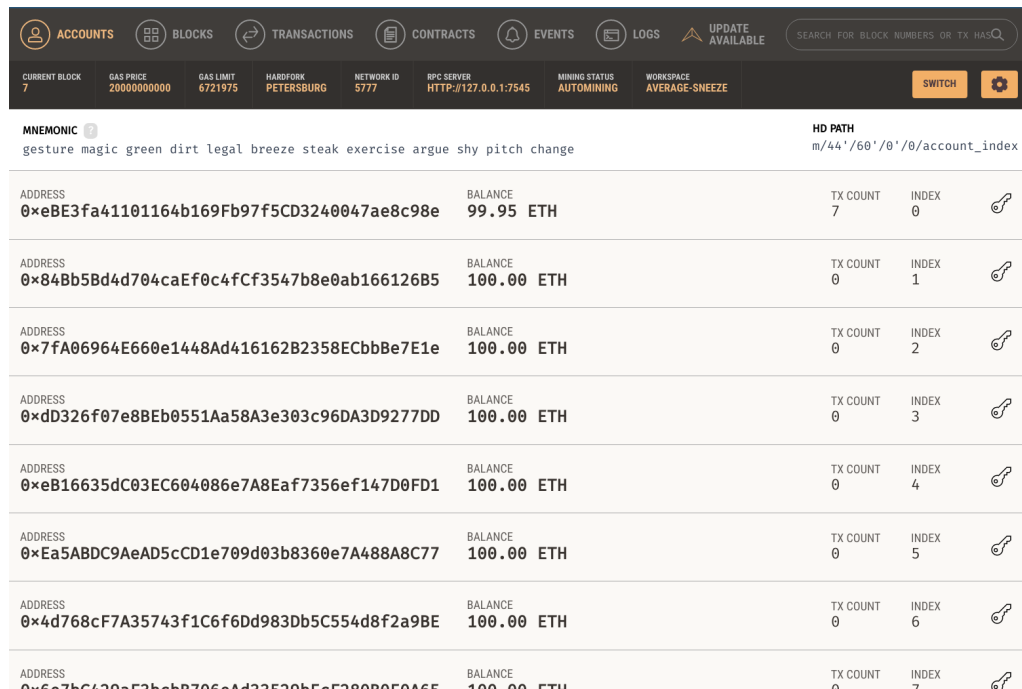 ACCOUNTS BLOCKS TRANSACTIONS CONTRACTS EVENTS LOGS UPDATE AVAILABLE SEARCH FOR BLOCK NUMBERS OR TX HAS
CURRENT BLOCK GAS PRICE GAS LIMIT HARDFORK NETWORK ID RPC SERVER MINING STATUS WORKSPACE
7 20000000000 6721975 PETERSBURG 5777 HTTP://127.0.0.1:7545 AUTOMINING AVERAGE-SNEEZE SWITCH
MNEMONIC ? HD PATH
gesture magic green dirt legal breeze steak exercise argue shy pitch change m/44'/60'/0'/0/account_index
ADDRESS BALANCE TX COUNT INDEX
0×eBE3fa41101164b169Fb97f5CD3240047ae8c98e 99.95 ETH 7 0
ADDRESS BALANCE TX COUNT INDEX
0×84Bb5Bd4d704caEf0c4fCf3547b8e0ab166126B5 100.00 ETH 0 1
ADDRESS BALANCE TX COUNT INDEX
0×7fA06964E660e1448Ad416162B2358ECbbBe7E1e 100.00 ETH 0 2
ADDRESS BALANCE TX COUNT INDEX
0×dD326f07e8BEb0551Aa58A3e303c96DA3D9277DD 100.00 ETH 0 3
ADDRESS BALANCE TX COUNT INDEX
0×eB16635dC03EC604086e7A8Eaf7356ef147D0FD1 100.00 ETH 0 4
ADDRESS BALANCE TX COUNT INDEX
0×Ea5ABDC9AeAD5cCD1e709d03b8360e7A488A8C77 100.00 ETH 0 5
ADDRESS BALANCE TX COUNT INDEX
0×4d768cF7A35743f1C6f6Dd983Db5C554d8f2a9BE 100.00 ETH 0 6
ADDRESS BALANCE TX COUNT INDEX
100.00 ETH 0 7